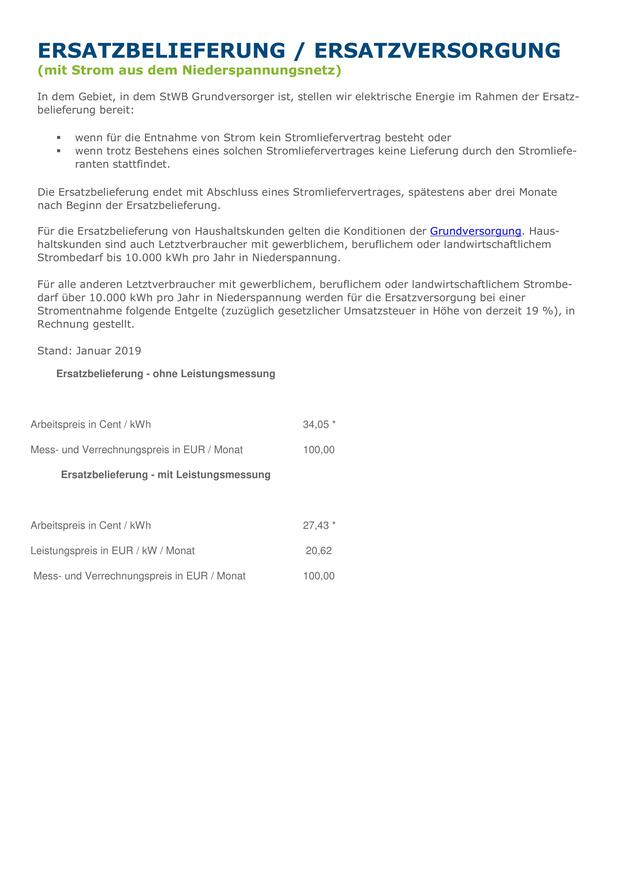 ERSATZBELIEFERUNG / ERSATZVERSORGUNG
(mit Strom aus dem Niederspannungsnetz)
In dem Gebiet, in dem StWB Grundversorger ist, stellen wir elektrische Energie im Rahmen der Ersatz-
belieferung bereit:
▪ wenn für die Entnahme von Strom kein Stromliefervertrag besteht oder
▪ wenn trotz Bestehens eines solchen Stromliefervertrages keine Lieferung durch den Stromliefe-
ranten stattfindet.
Die Ersatzbelieferung endet mit Abschluss eines Stromliefervertrages, spätestens aber drei Monate
nach Beginn der Ersatzbelieferung.
Für die Ersatzbelieferung von Haushaltskunden gelten die Konditionen der Grundversorgung. Haus-
haltskunden sind auch Letztverbraucher mit gewerblichem, beruflichem oder landwirtschaftlichem
Strombedarf bis 10.000 kWh pro Jahr in Niederspannung.
Für alle anderen Letztverbraucher mit gewerblichem, beruflichem oder landwirtschaftlichem Strombe-
darf über 10.000 kWh pro Jahr in Niederspannung werden für die Ersatzversorgung bei einer
Stromentnahme folgende Entgelte (zuzüglich gesetzlicher Umsatzsteuer in Höhe von derzeit 19 %), in
Rechnung gestellt.
Stand: Januar 2019
Ersatzbelieferung - ohne Leistungsmessung
Arbeitspreis in Cent / kWh 34,05 *
Mess- und Verrechnungspreis in EUR / Monat 100,00
Ersatzbelieferung - mit Leistungsmessung
Arbeitspreis in Cent / kWh 27,43 *
Leistungspreis in EUR / kW / Monat 20,62
Mess- und Verrechnungspreis in EUR / Monat 100,00